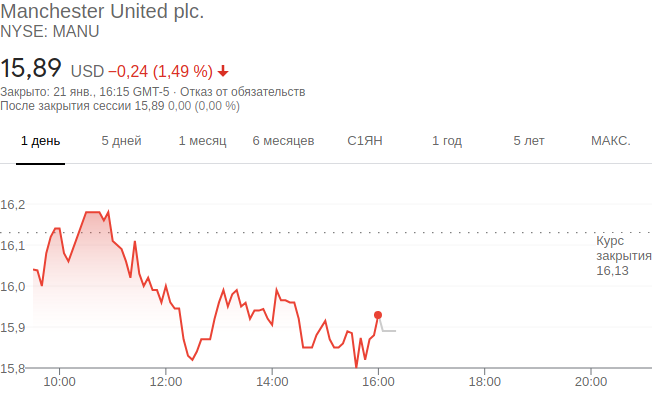 Manchester United plc.
NYSE: MANU
15,89 USD −0,24 (1,49 %)
Закрыто: 21 янв., 16:15 GMT-5 · Отказ от обязательств
После закрытия сессии 15,89 0,00 (0,00 %)
1 день 5 дней 1 месяц 6 месяцев С1ЯН 1 год 5 лет МАКС.
16,2
16,1
16,0
15,9
15,8
Курс
закрытия
16,13
10:00 12:00 14:00 16:00 18:00 20:00